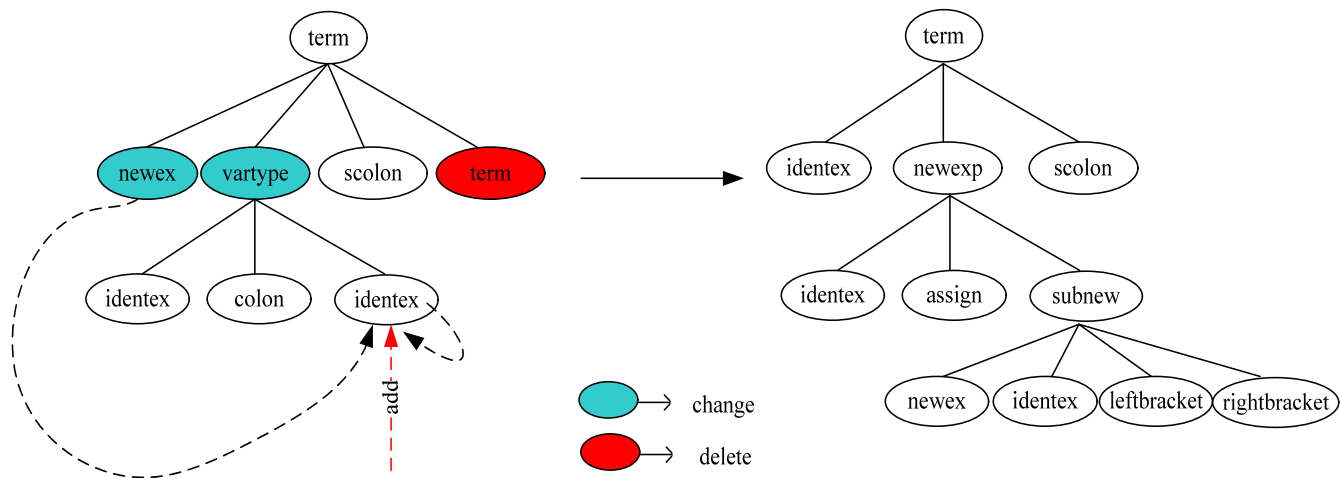 term
newex vartype scolon term
identex colon identex
add
change
delete
term
identex newexp scolon
identex assign subnew
newex identex leftbracket rightbracket